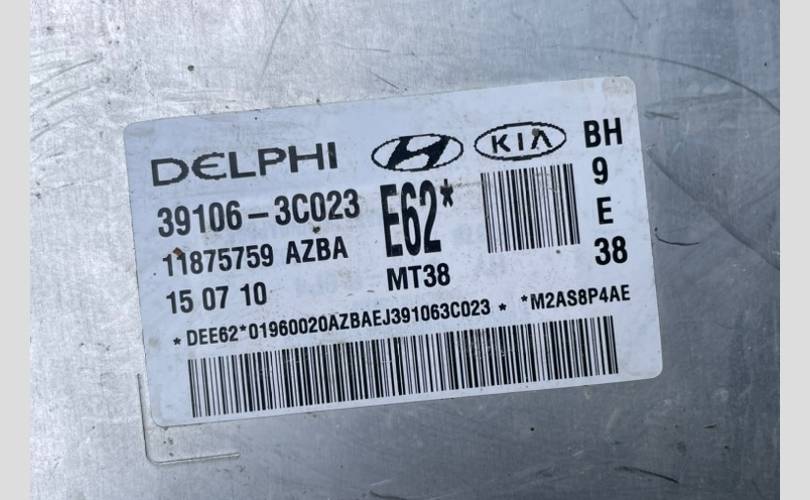 DELPHI KIA BH
39106-3C023 E62* 9
11875759 AZBA E
15 07 10 MT38 38
*DEE62*01960020AZBAEJ391063C023 * *M2AS8P4AE